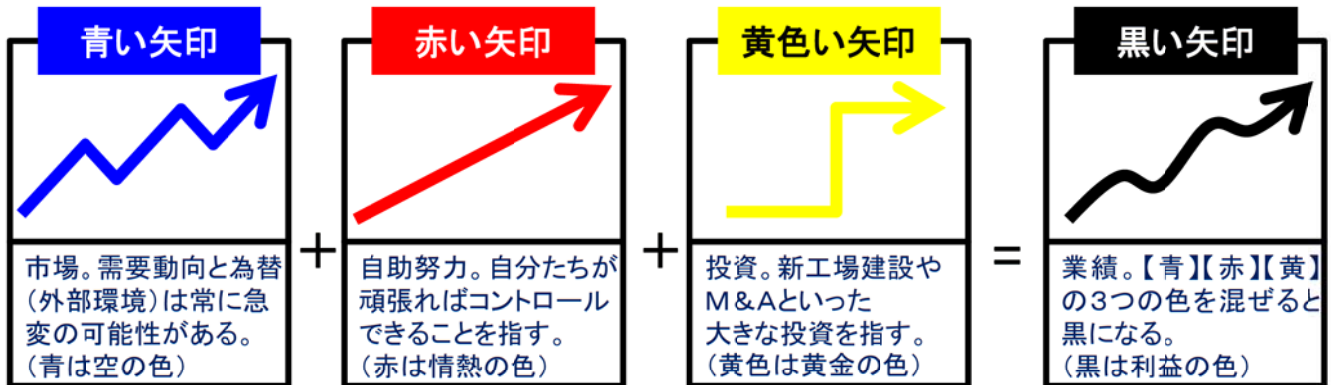 青い矢印
市場。需要動向と為替
(外部環境)は常に急
変の可能性がある。
(青は空の色)
+
赤い矢印
自助努力。自分たちが
頑張ればコントロール
できることを指す。
(赤は情熱の色)
+
黄色い矢印
投資。新工場建設や
M&Aといった
大きな投資を指す。
(黄色は黄金の色)
=
黒い矢印
業績。【青】【赤】【黄】
の3つの色を混ぜると
黒になる。
(黒は利益の色)